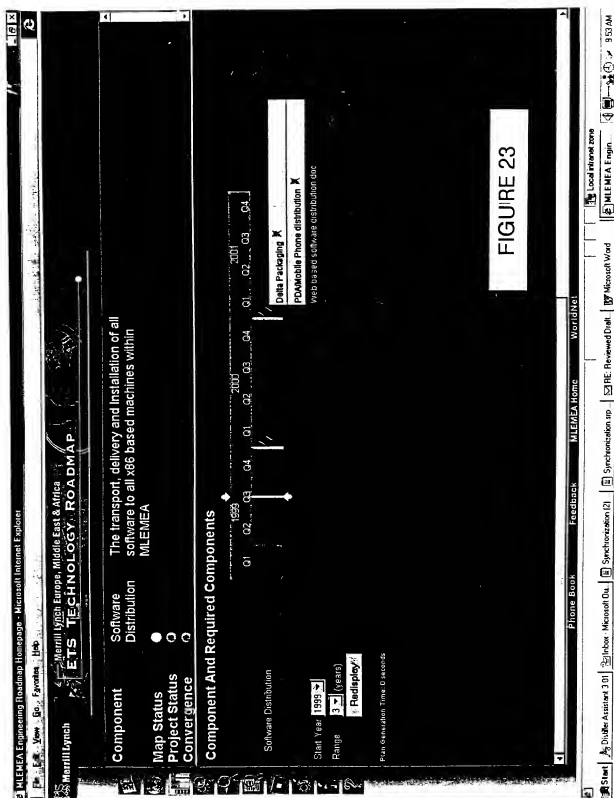 MLEMEA Engineering Roadmap Homepage - Microsoft Internet Explorer
File Edit View Go Favorites Help
Merrill Lynch
Merrill Lynch Europe, Middle East & Africa
ETS TECHNOLOGY ROADMAP
Component
Software Distribution
The transport, delivery and Installation of all
software to all x86 based machines within
MLEMEA
Map Status
Project Status
Convergence
Component And Required Components
1999 2000 2001
Q1 Q2 Q3 Q4 Q1 Q2 Q3 Q4 Q1 Q2 Q3 Q4
Software Distribution
Delta Packaging
PDA/Mobile Phone distribution
Web based software distribution doc
Start Year 1999
Range 3 (years)
Redisplay
Plan Generation Time: 0 seconds
FIGURE 23
Phone Book Feedback MLEMEA Home WorldNet
Local intranet zone
Start Distiller Assistant 3.01 Inbox - Microsoft Ou... Synchronization (2) Synchronization sp... RE: Reviewed Draft... Microsoft Word MLEMEA Engin... 9:53 AM